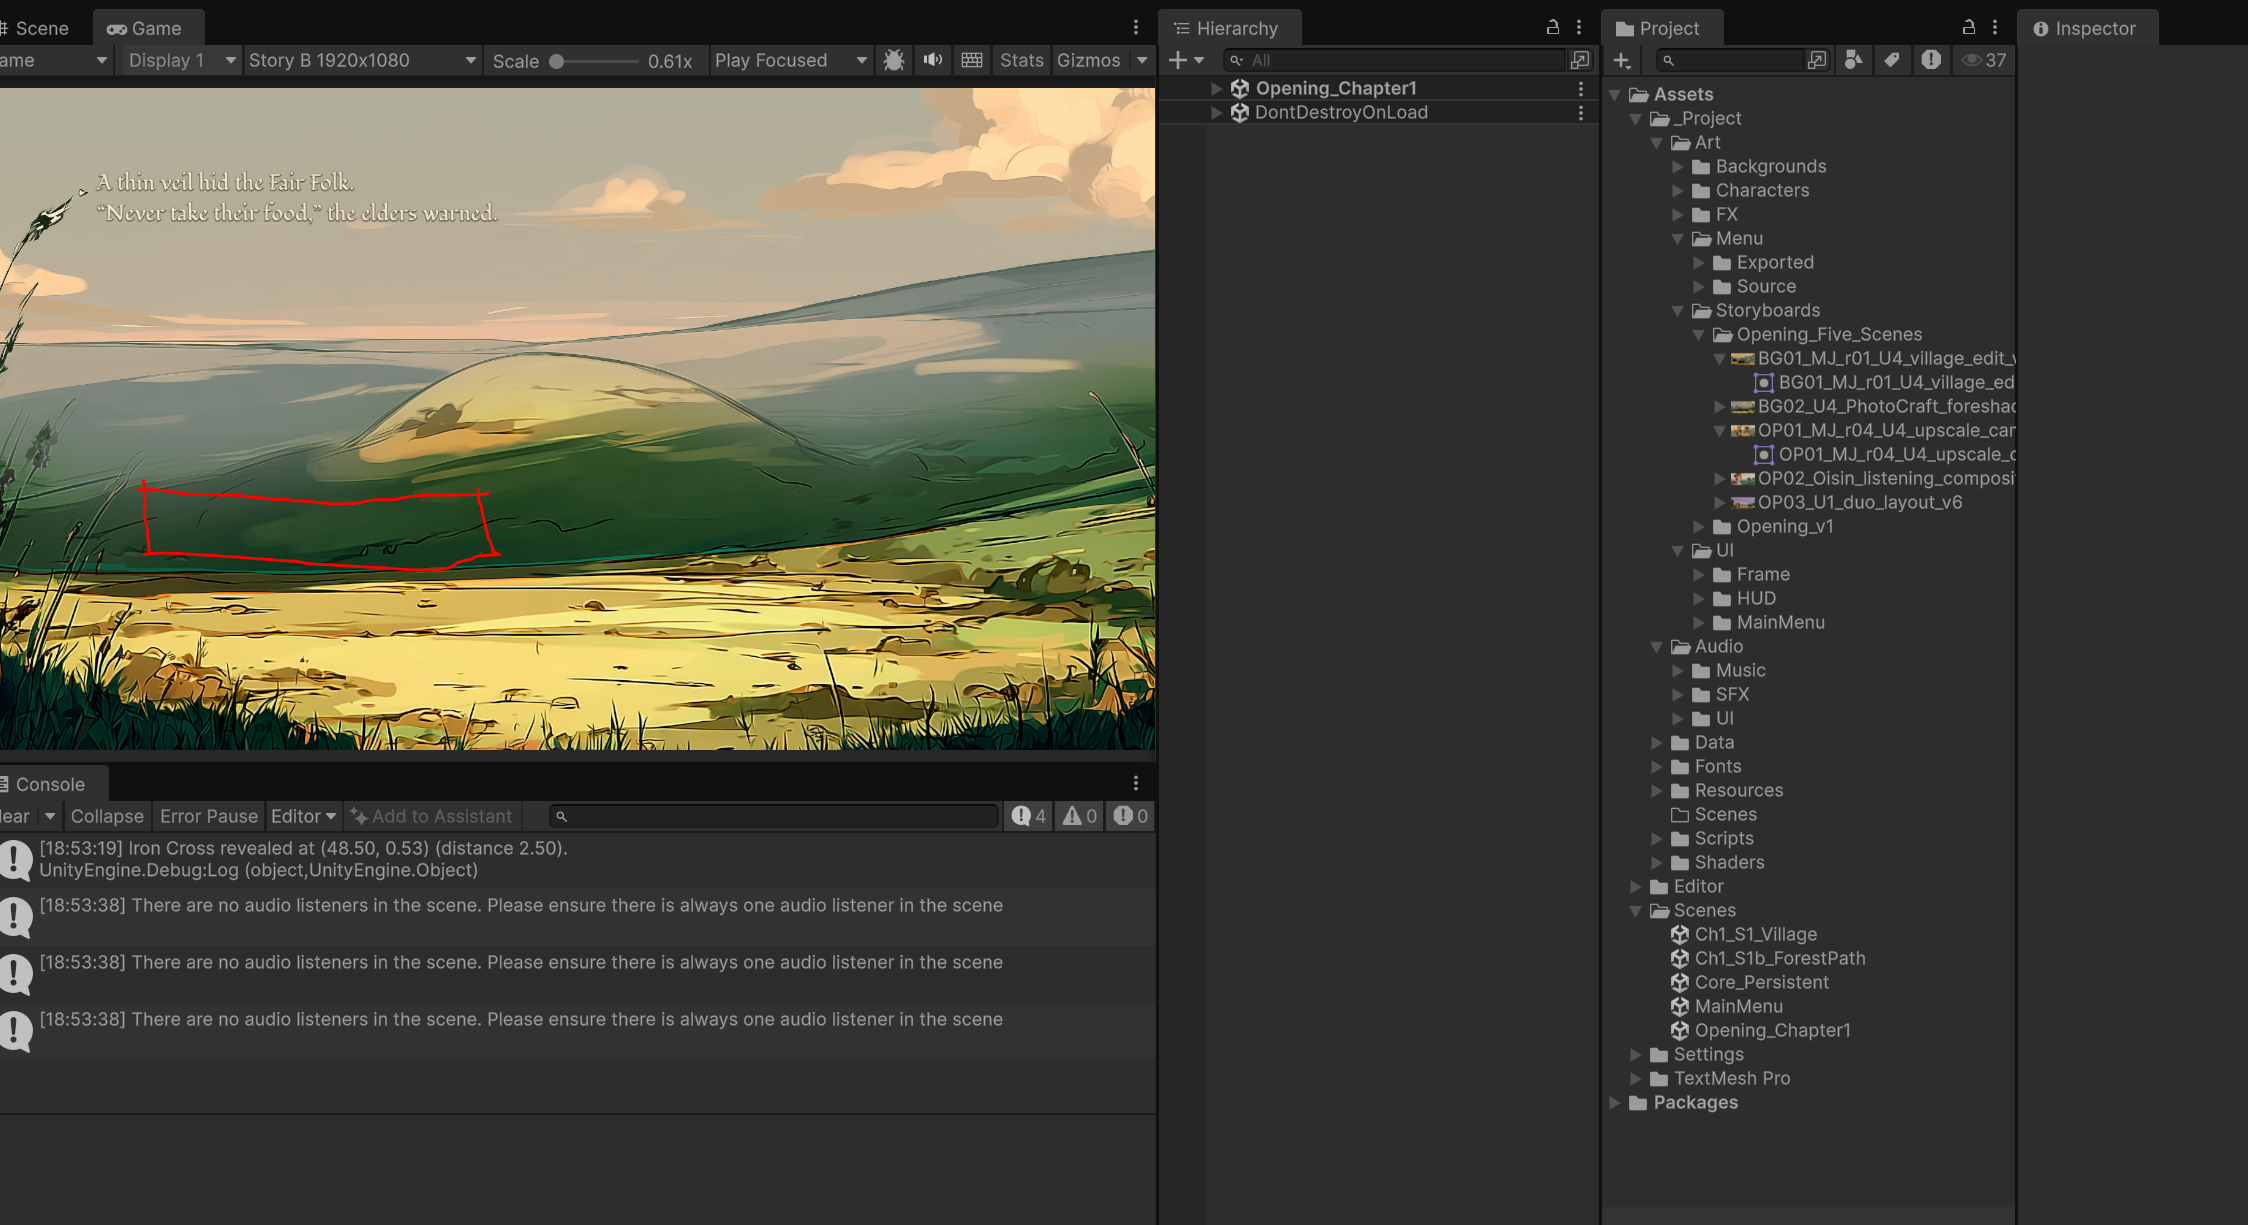 Scene
Game
Display 1
Story B 1920x1080
Scale
0.61x
Play Focused
Stats
Gizmos
A thin veil hid the Fair Folk.
“Never take their food,” the elders warned.
Console
Collapse
Error Pause
Editor
Add to Assistant
4
0
0
[18:53:19] Iron Cross revealed at (48.50, 0.53) (distance 2.50).
UnityEngine.Debug:Log (object,UnityEngine.Object)
[18:53:38] There are no audio listeners in the scene. Please ensure there is always one audio listener in the scene
[18:53:38] There are no audio listeners in the scene. Please ensure there is always one audio listener in the scene
[18:53:38] There are no audio listeners in the scene. Please ensure there is always one audio listener in the scene
Hierarchy
All
Opening_Chapter1
DontDestroyOnLoad
Project
37
Assets
_Project
Art
Backgrounds
Characters
FX
Menu
Exported
Source
Storyboards
Opening_Five_Scenes
BG01_MJ_r01_U4_village_edit_v
BG01_MJ_r01_U4_village_ed
BG02_U4_PhotoCraft_foreshad
OP01_MJ_r04_U4_upscale_car
OP01_MJ_r04_U4_upscale_c
OP02_Oisin_listening_composi
OP03_U1_duo_layout_v6
Opening_v1
UI
Frame
HUD
MainMenu
Audio
Music
SFX
UI
Data
Fonts
Resources
Scenes
Scripts
Shaders
Editor
Scenes
Ch1_S1_Village
Ch1_S1b_ForestPath
Core_Persistent
MainMenu
Opening_Chapter1
Settings
TextMesh Pro
Packages
Inspector